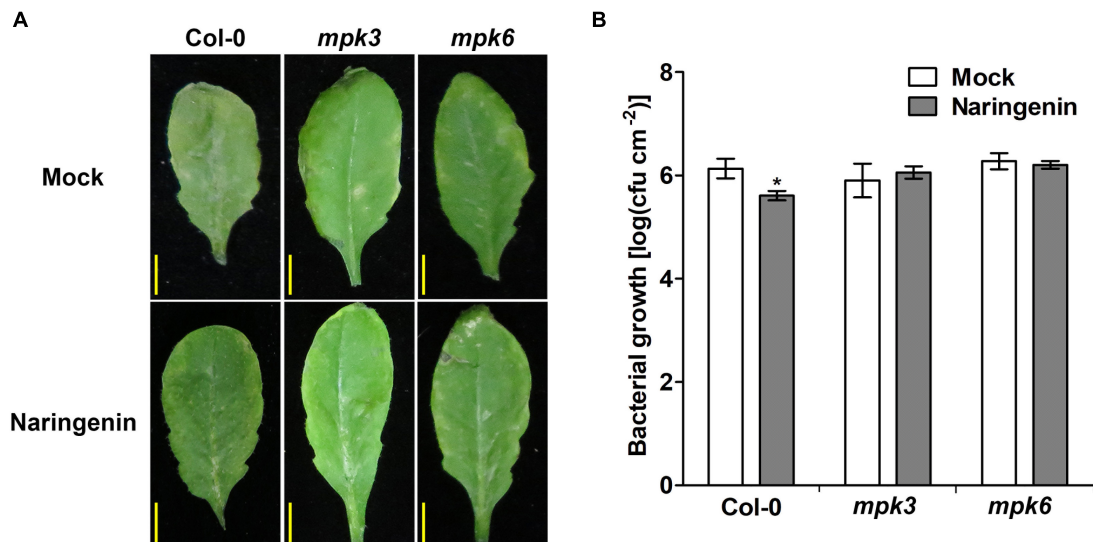 A
Col-0 mpk3 mpk6
Mock
Naringenin
B
Bacterial growth [log(cfu cm⁻²)]
8
6
4
2
0
Mock
Naringenin
*
Col-0 mpk3 mpk6